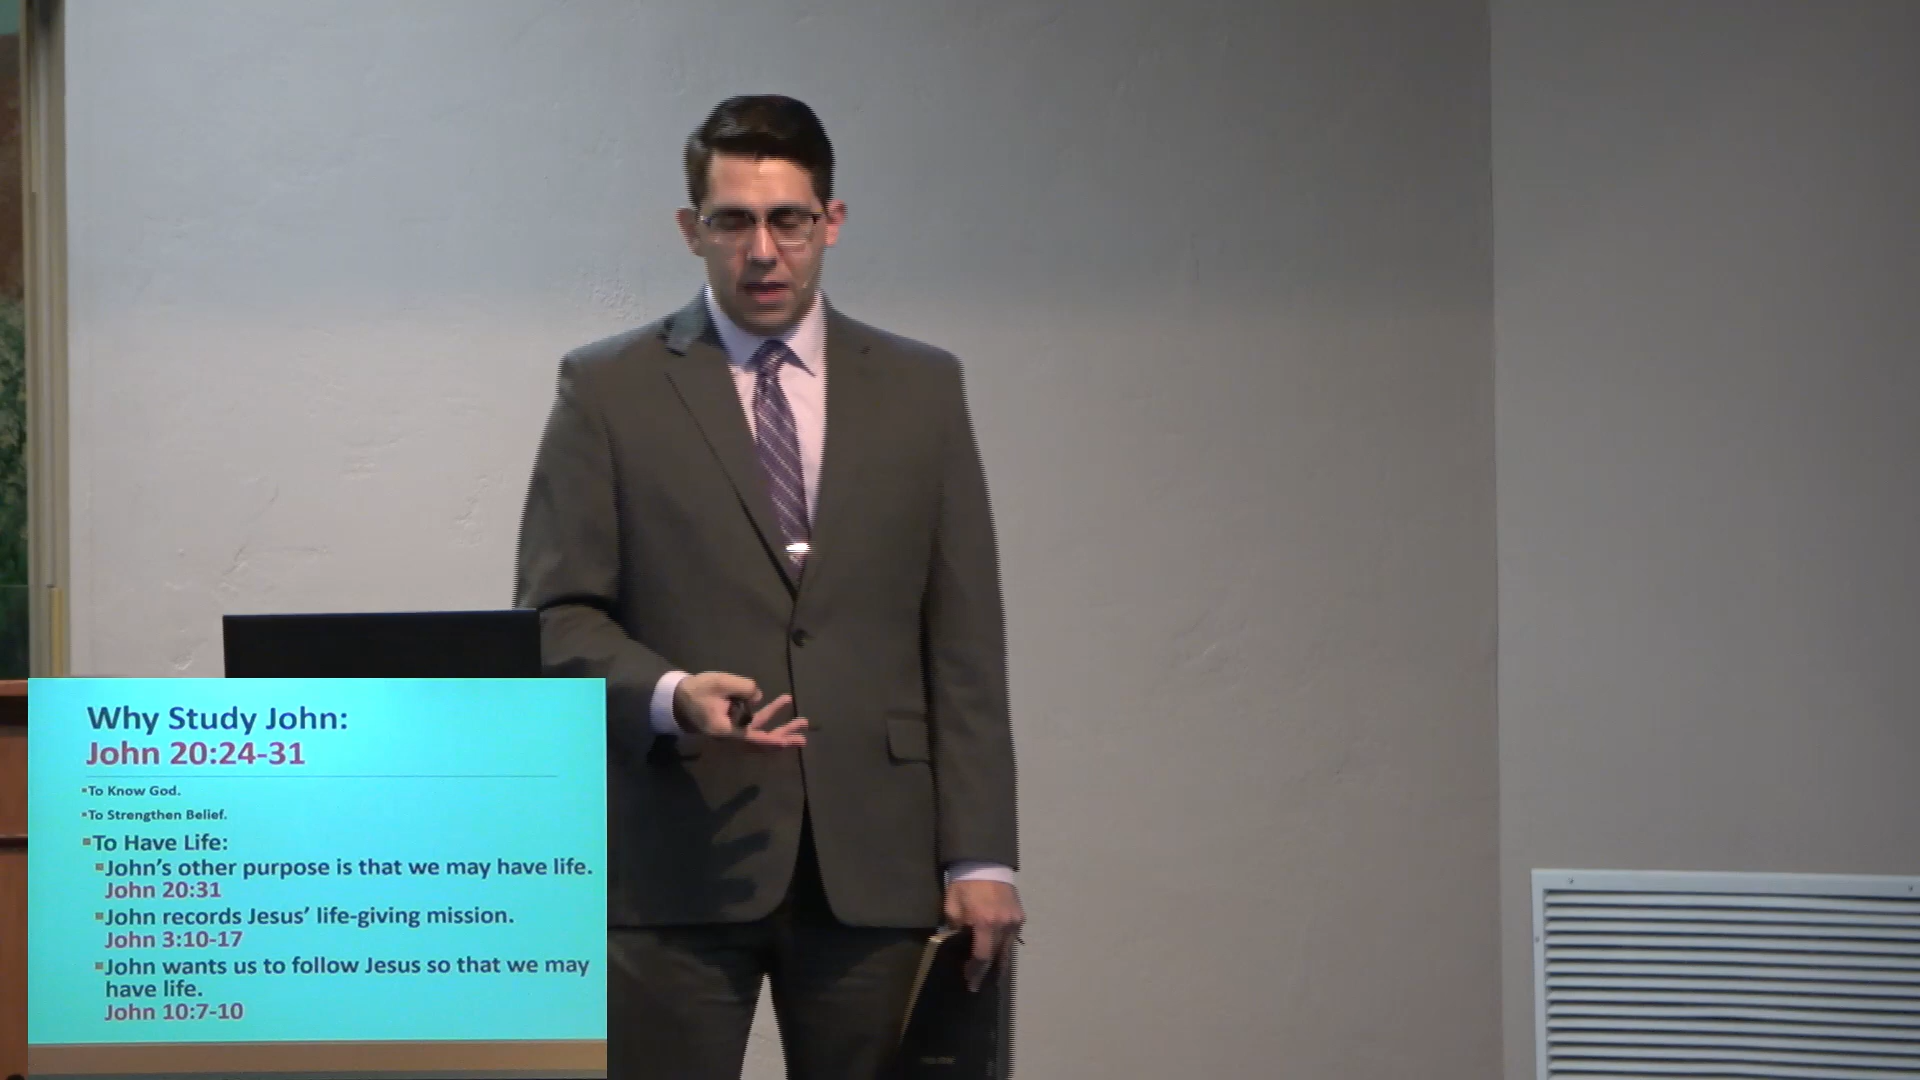 Why Study John:
John 20:24-31
▪To Know God.
▪To Strengthen Belief.
▪To Have Life:
▪John's other purpose is that we may have life.
John 20:31
▪John records Jesus' life-giving mission.
John 3:10-17
▪John wants us to follow Jesus so that we may
have life.
John 10:7-10